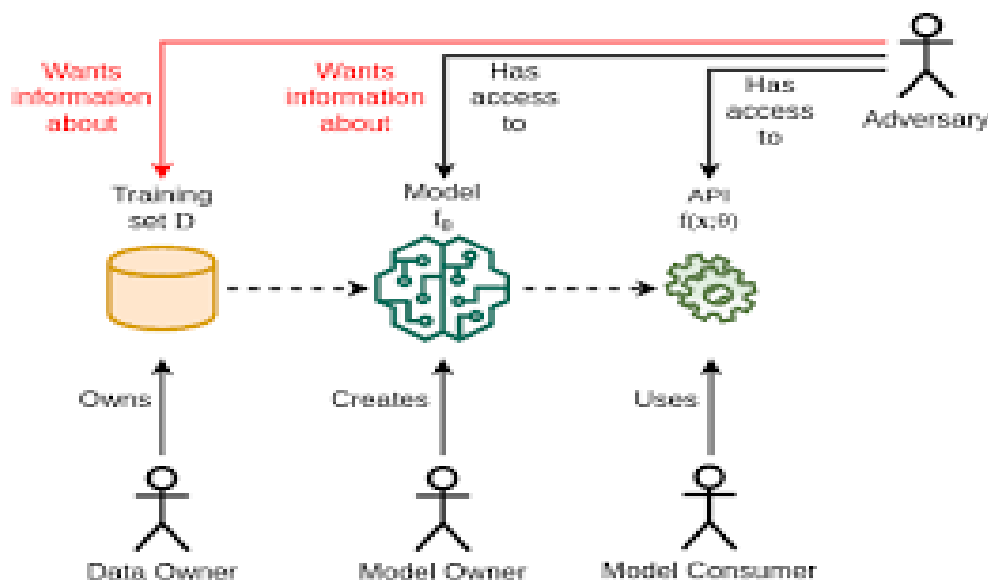 Wants
information
about
Wants
information
about
Has
access
to
Has
access
to
Adversary
Training
set D
Model
API
f(x;θ)
Owns
Creates
Uses
Data Owner
Model Owner
Model Consumer